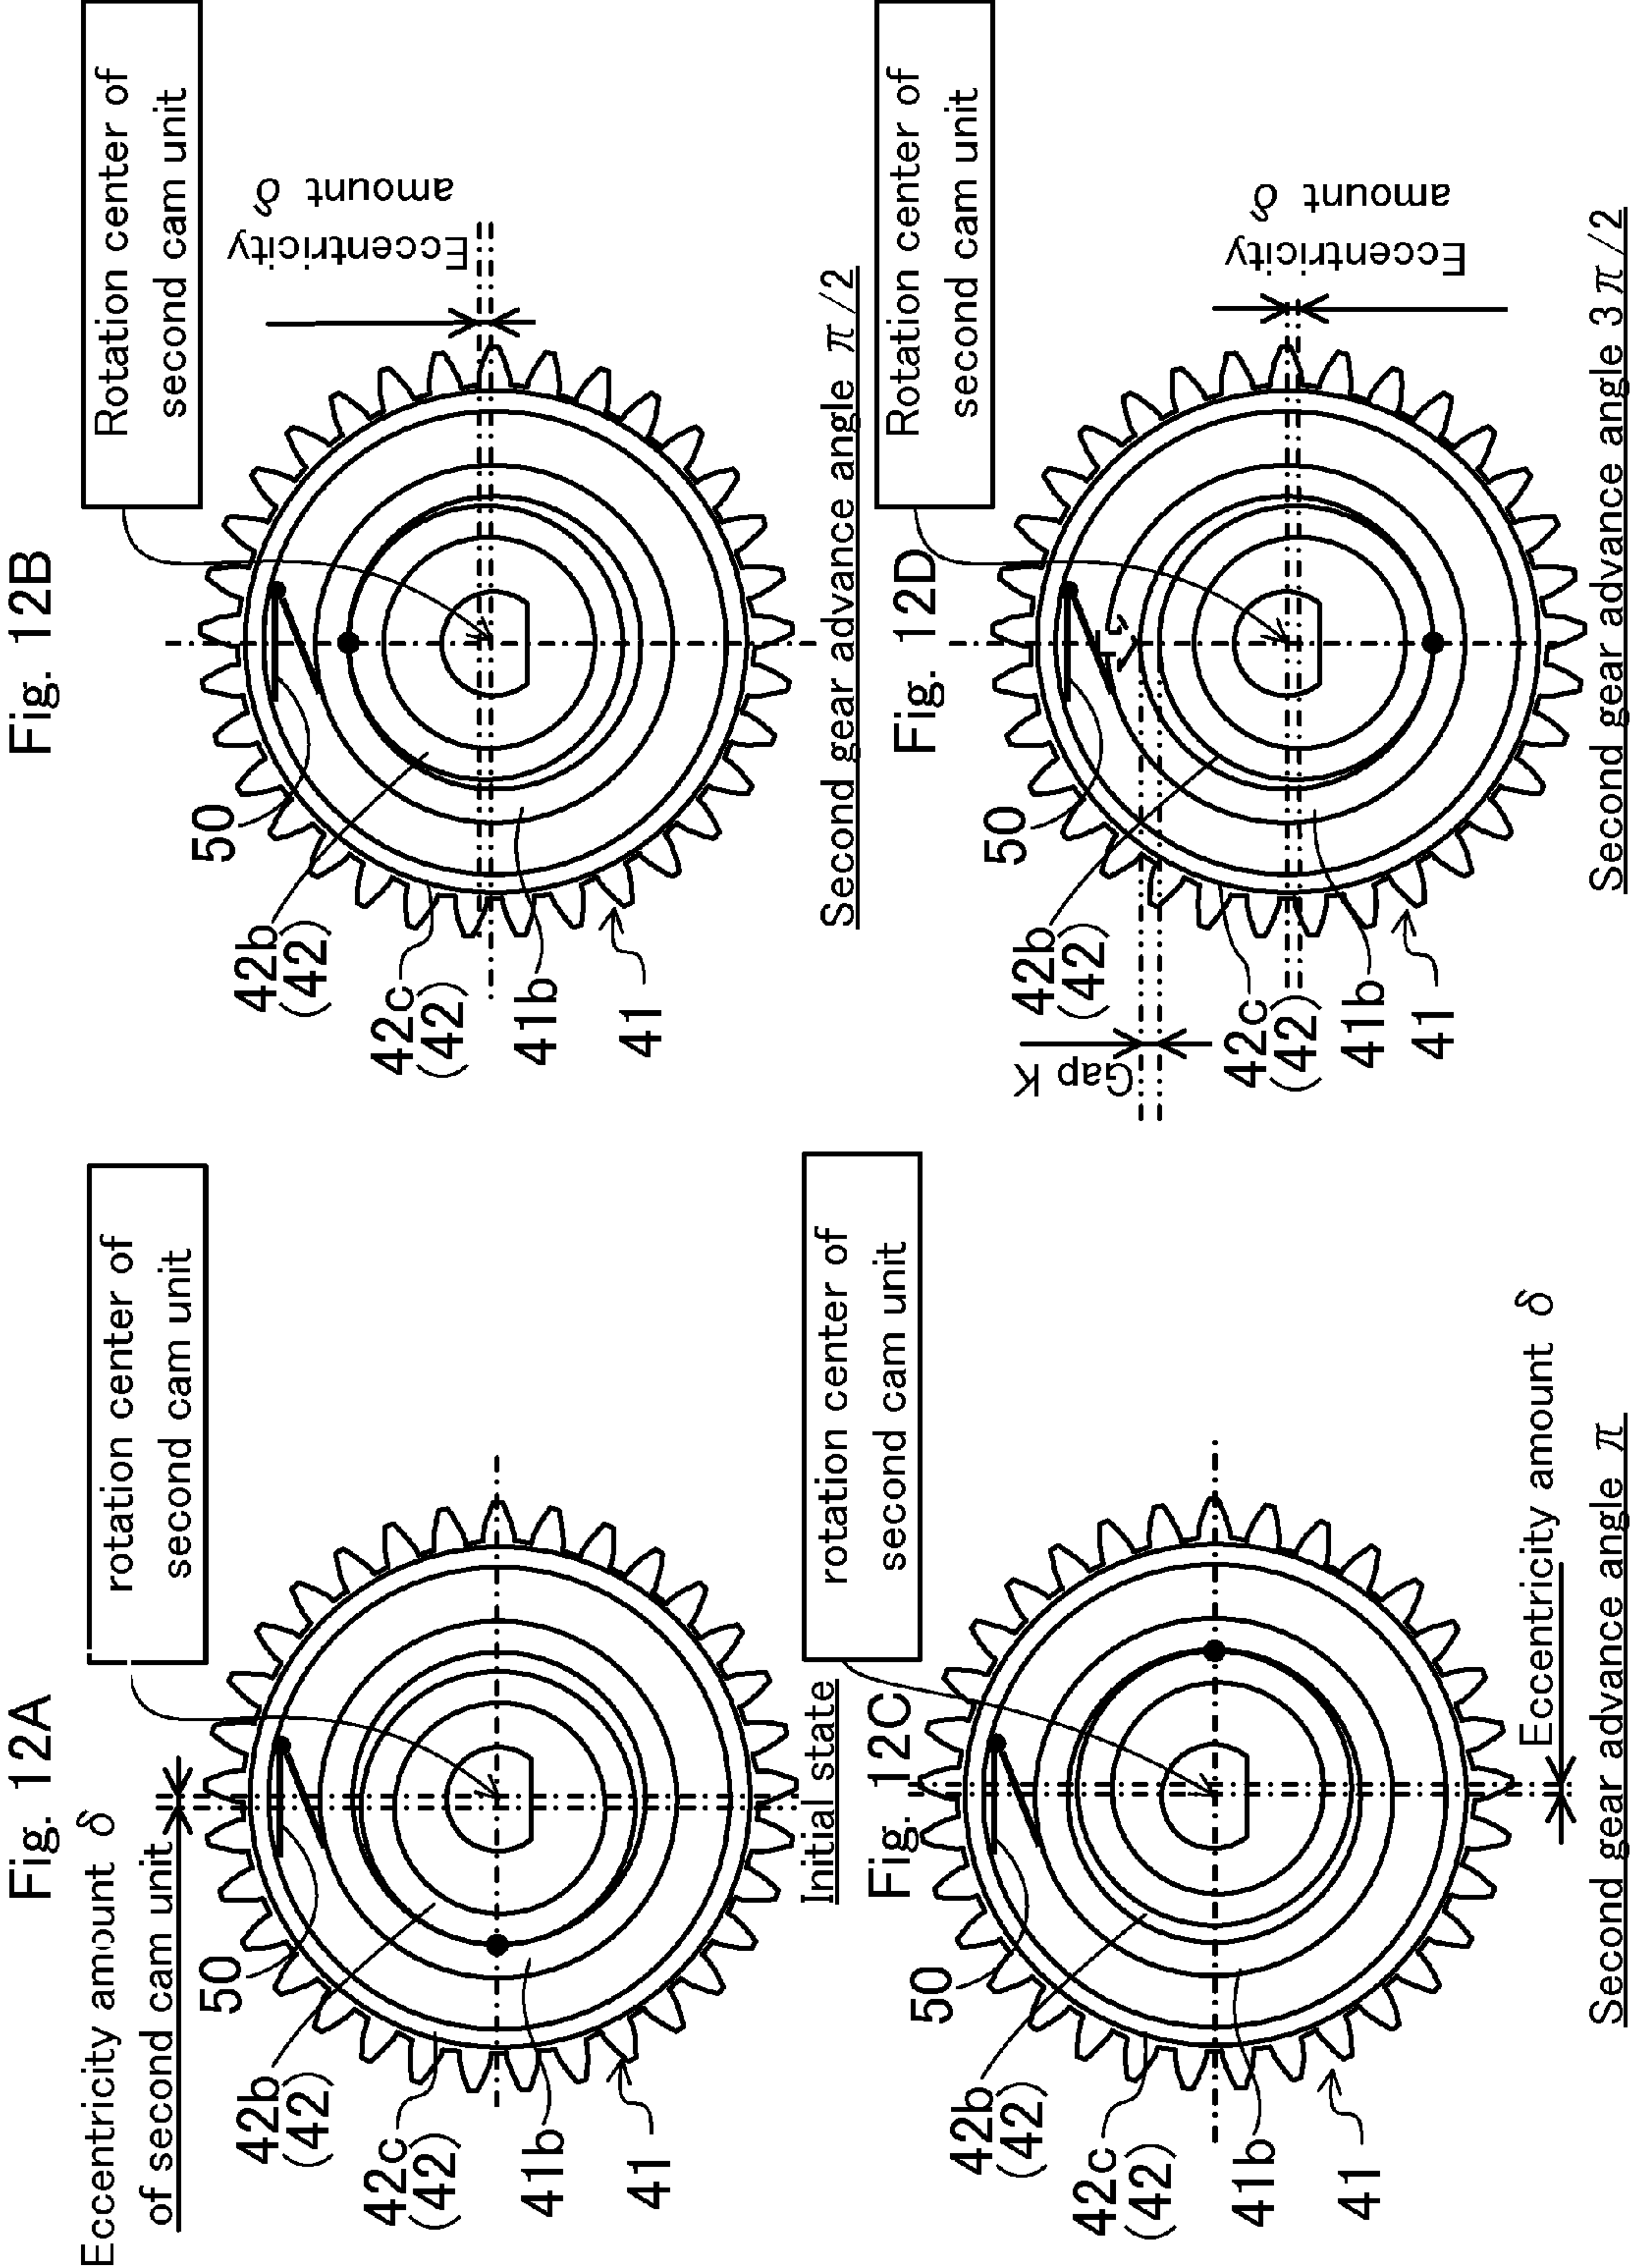 Fig. 12A
Eccentricity amount δ
of second cam unit
rotation center of
second cam unit
50
42b
(42)
42c
(42)
41b
41
Initial state
Fig. 12B
Rotation center of
second cam unit
50
42b
(42)
42c
(42)
41b
41
Eccentricity
amount δ
Second gear advance angle π/2
Fig. 12C
rotation center of
second cam unit
50
42b
(42)
42c
(42)
41b
41
Eccentricity amount δ
Second gear advance angle π
Fig. 12D
Rotation center of
second cam unit
50
42b
(42)
Gap K
42c
(42)
41b
41
Eccentricity
amount δ
Second gear advance angle 3π/2